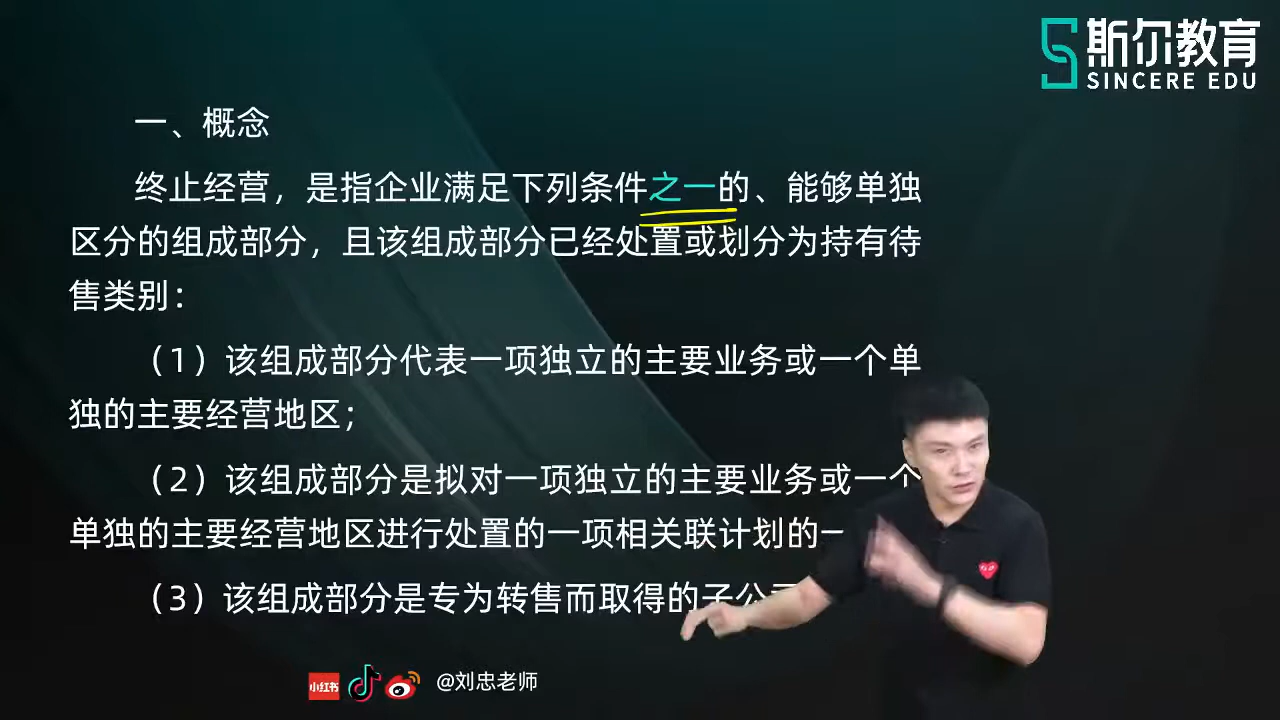 斯尔教育
SINCERE EDU
一、概念
终止经营，是指企业满足下列条件之一的、能够单独
区分的组成部分，且该组成部分已经处置或划分为持有待
售类别：
（1）该组成部分代表一项独立的主要业务或一个单
独的主要经营地区；
（2）该组成部分是拟对一项独立的主要业务或一个
单独的主要经营地区进行处置的一项相关联计划的一
（3）该组成部分是专为转售而取得的子公司
小红书
@刘忠老师